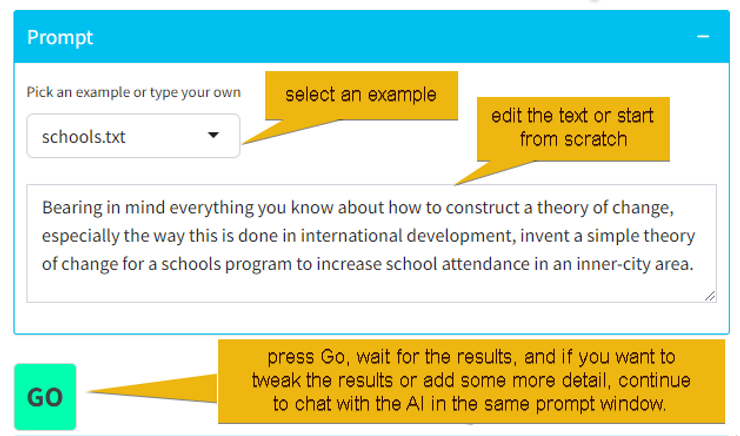 Prompt
Pick an example or type your own
select an example
schools.txt
edit the text or start
from scratch
Bearing in mind everything you know about how to construct a theory of change,
especially the way this is done in international development, invent a simple theory
of change for a schools program to increase school attendance in an inner-city area.
press Go, wait for the results, and if you want to
tweak the results or add some more detail, continue
to chat with the AI in the same prompt window.
GO